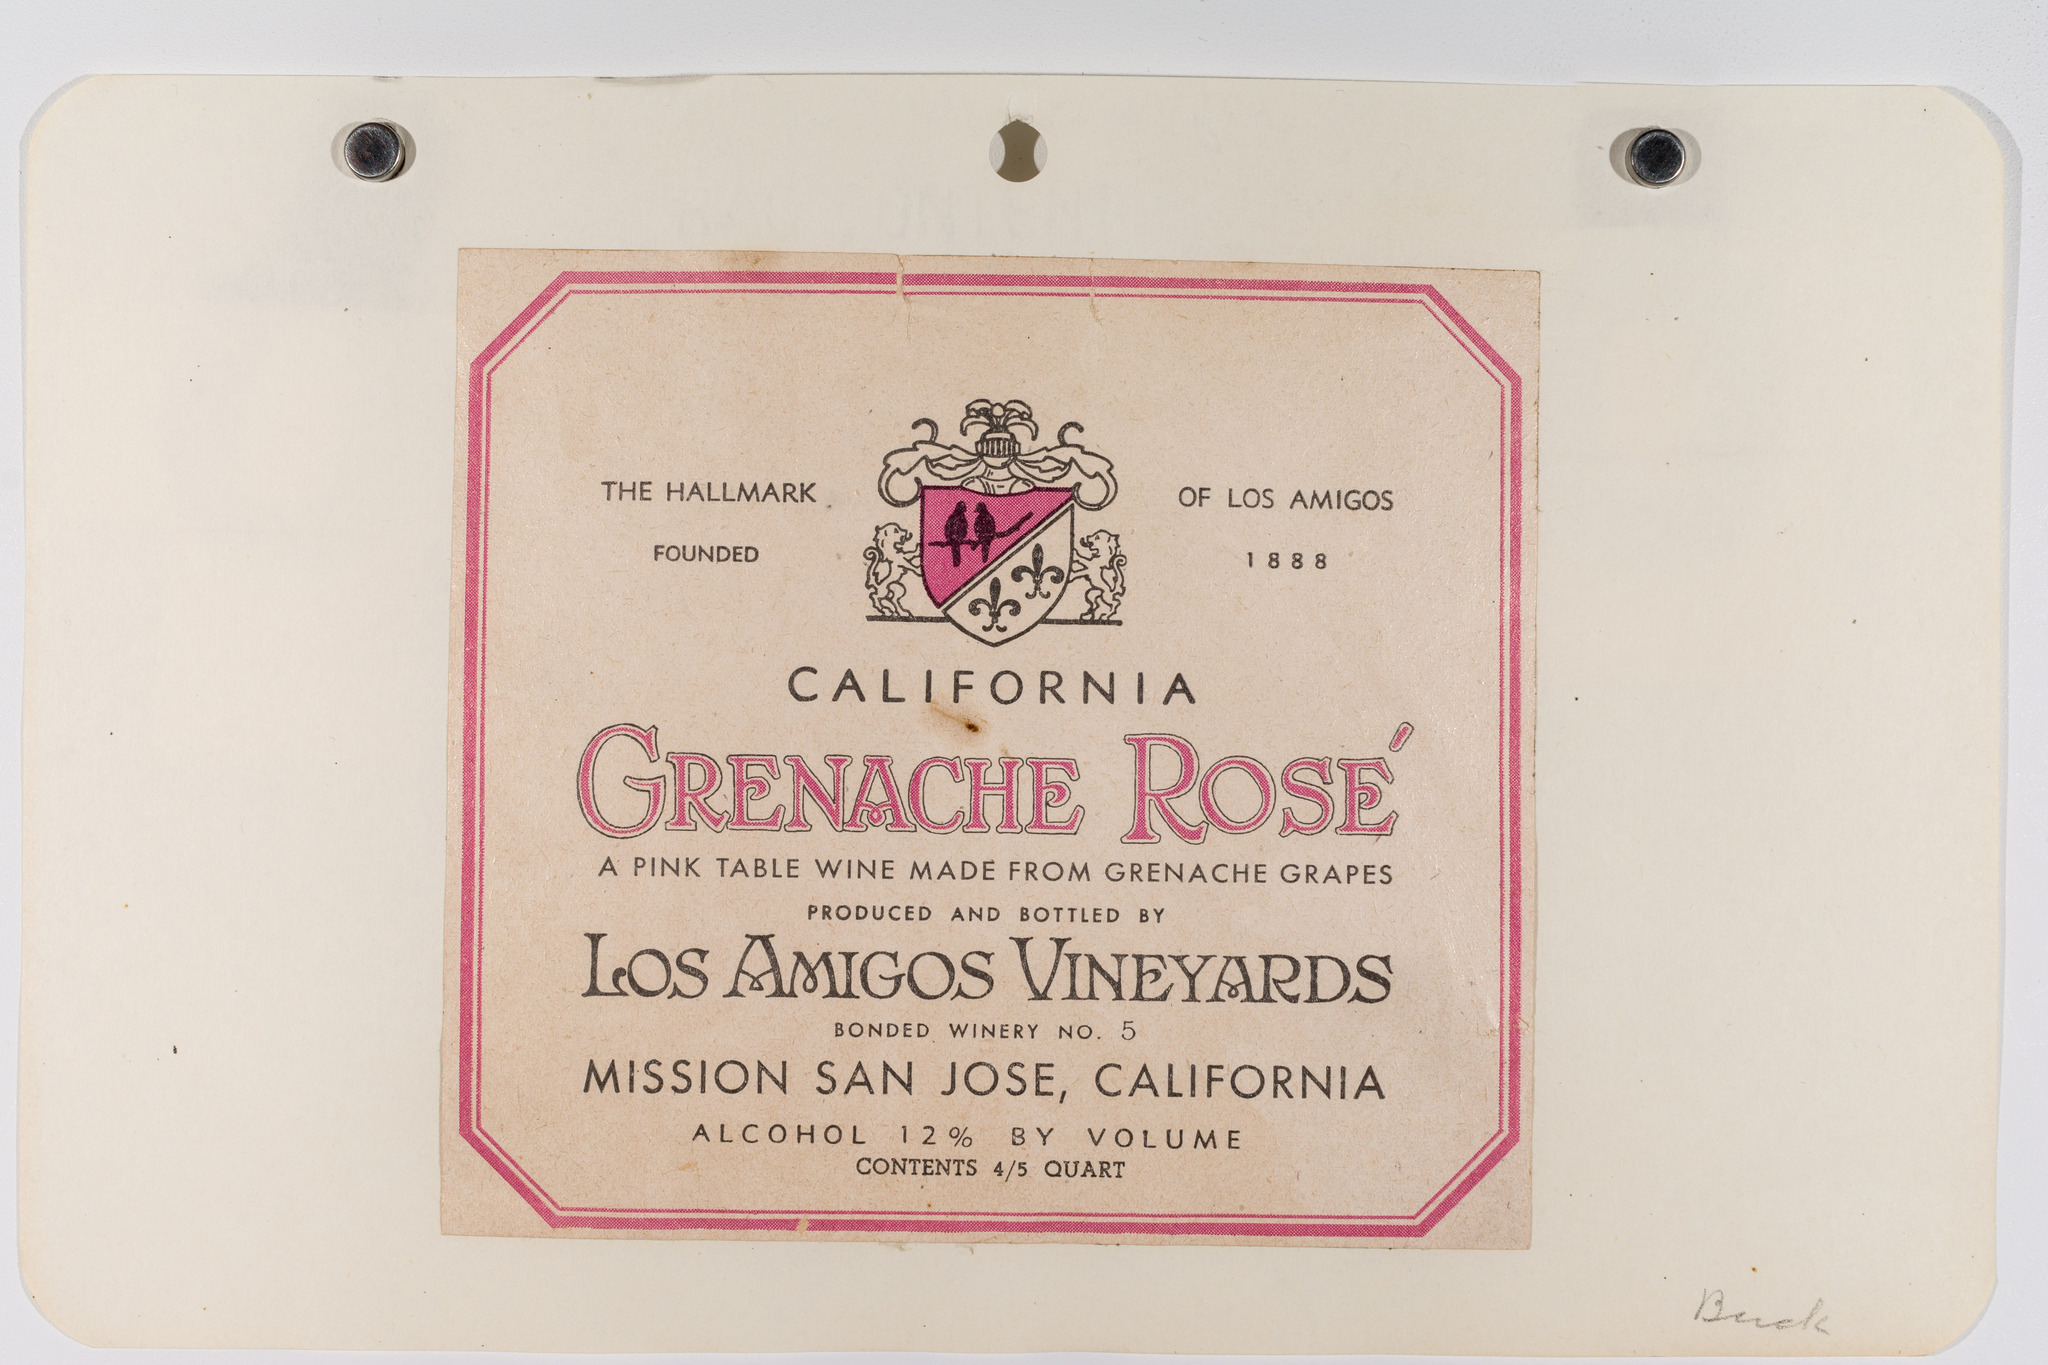 THE HALLMARK OF LOS AMIGOS
FOUNDED 1888
CALIFORNIA
GRENACHE ROSÉ
A PINK TABLE WINE MADE FROM GRENACHE GRAPES
PRODUCED AND BOTTLED BY
LOS AMIGOS VINEYARDS
BONDED WINERY NO. 5
MISSION SAN JOSE, CALIFORNIA
ALCOHOL 12% BY VOLUME
CONTENTS 4/5 QUART
Buck